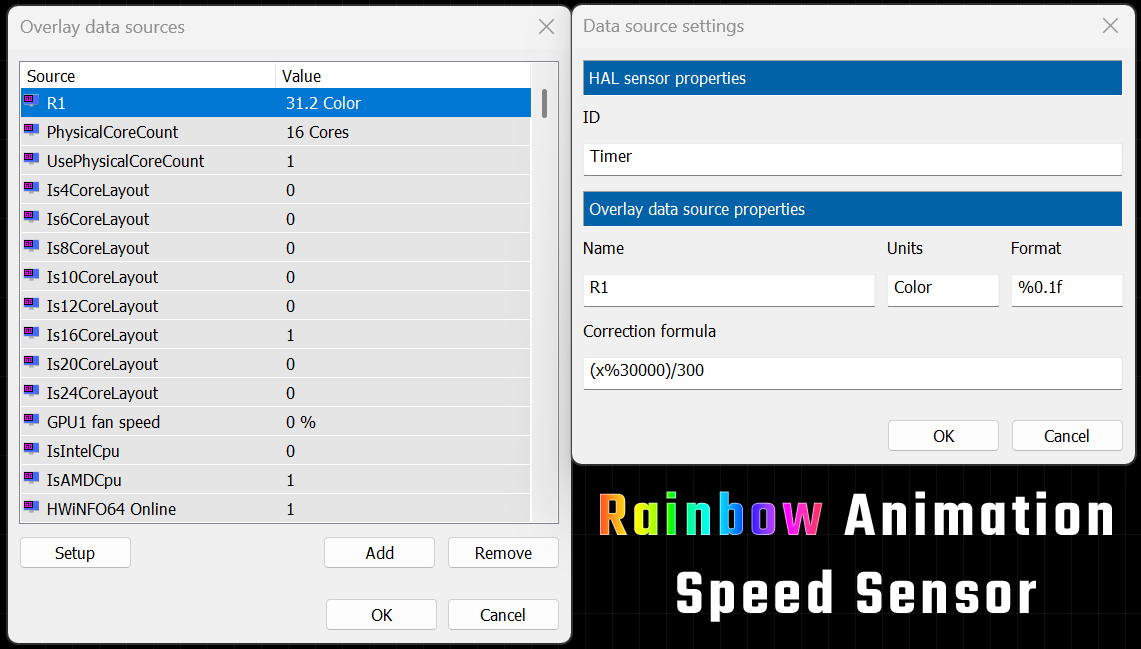 Overlay data sources
Source Value
R1 31.2 Color
PhysicalCoreCount 16 Cores
UsePhysicalCoreCount 1
Is4CoreLayout 0
Is6CoreLayout 0
Is8CoreLayout 0
Is10CoreLayout 0
Is12CoreLayout 0
Is16CoreLayout 1
Is20CoreLayout 0
Is24CoreLayout 0
GPU1 fan speed 0 %
IsIntelCpu 0
IsAMDCpu 1
HWiNFO64 Online 1
Setup Add Remove
OK Cancel
Data source settings
HAL sensor properties
ID
Timer
Overlay data source properties
Name Units Format
R1 Color %0.1f
Correction formula
(x%30000)/300
OK Cancel
Rainbow Animation
Speed Sensor